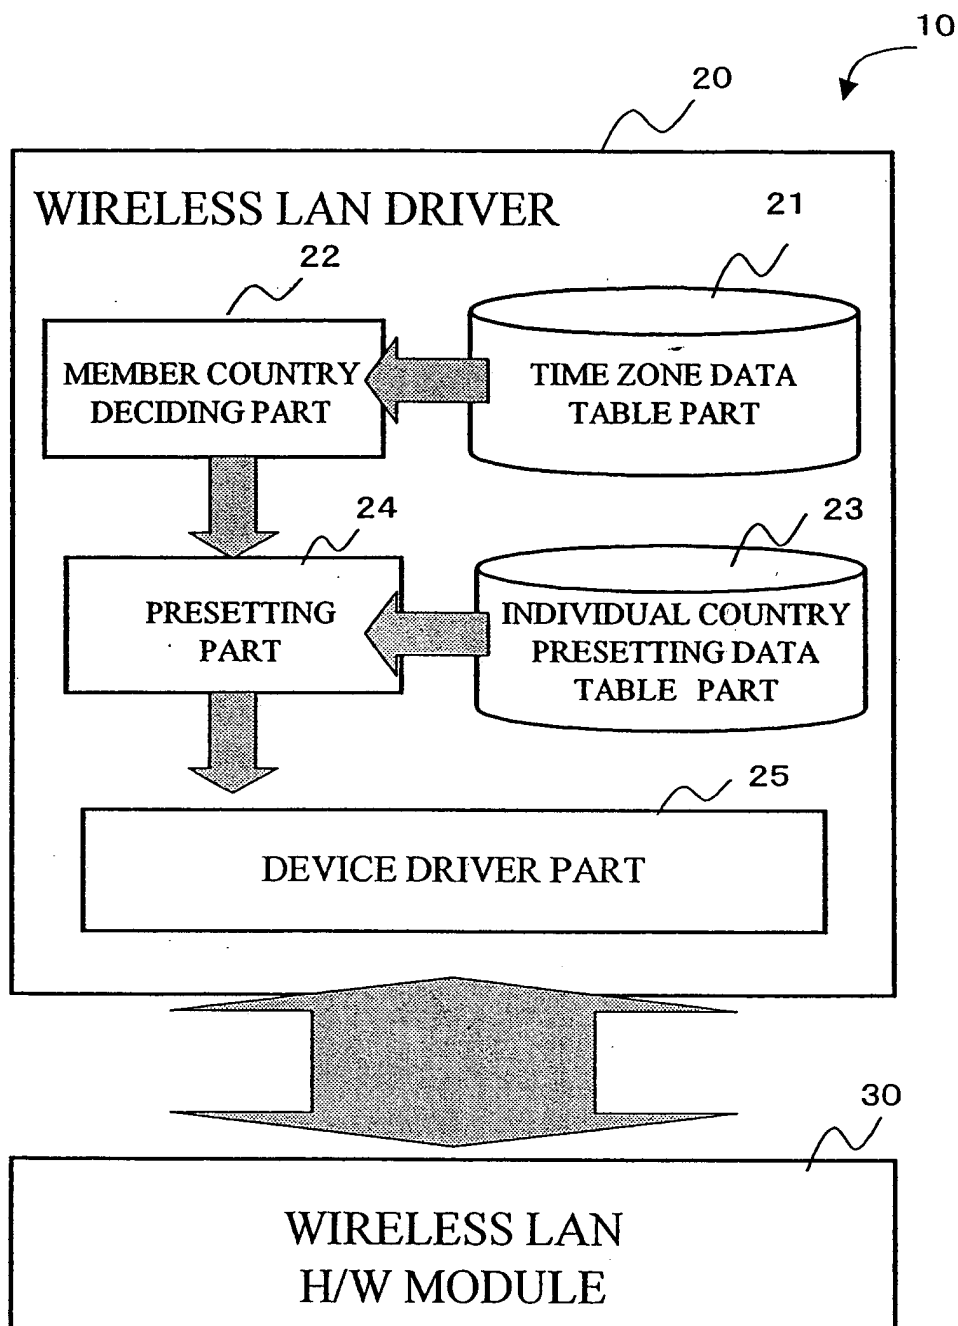 10
20
WIRELESS LAN DRIVER
21
22
MEMBER COUNTRY
DECIDING PART
TIME ZONE DATA
TABLE PART
24
23
PRESETTING
PART
INDIVIDUAL COUNTRY
PRESETTING DATA
TABLE PART
25
DEVICE DRIVER PART
30
WIRELESS LAN
H/W MODULE